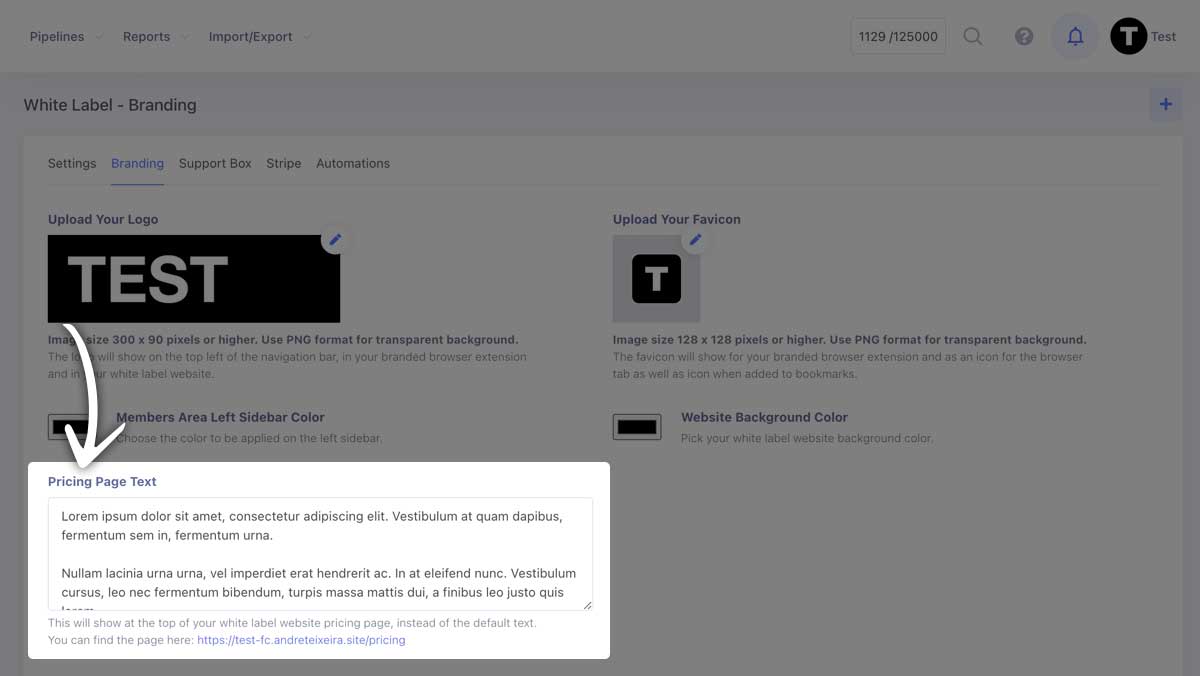 Pipelines Reports Import/Export 1129 /125000 ? T Test
White Label - Branding
Settings Branding Support Box Stripe Automations
Upload Your Logo
TEST
Image size 300 x 90 pixels or higher. Use PNG format for transparent background.
The logo will show on the top left of the navigation bar, in your branded browser extension
and in your white label website.
Upload Your Favicon
T
Image size 128 x 128 pixels or higher. Use PNG format for transparent background.
The favicon will show for your branded browser extension and as an icon for the browser
tab as well as icon when added to bookmarks.
Members Area Left Sidebar Color
Choose the color to be applied on the left sidebar.
Website Background Color
Pick your white label website background color.
Pricing Page Text
Lorem ipsum dolor sit amet, consectetur adipiscing elit. Vestibulum at quam dapibus,
fermentum sem in, fermentum urna.
Nullam lacinia urna urna, vel imperdiet erat hendrerit ac. In at eleifend nunc. Vestibulum
cursus, leo nec fermentum bibendum, turpis massa mattis dui, a finibus leo justo quis
This will show at the top of your white label website pricing page, instead of the default text.
You can find the page here: https://test-fc.andreteixeira.site/pricing